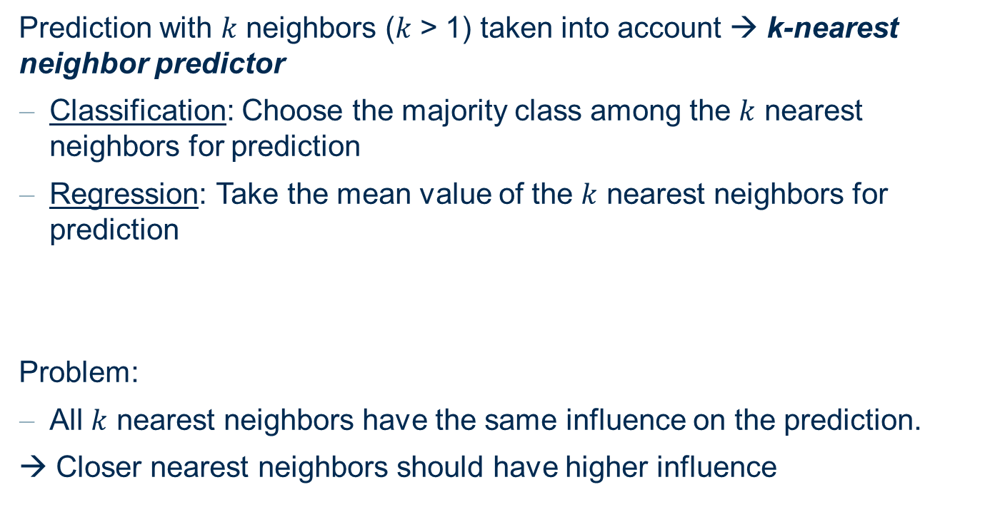 Prediction with k neighbors (k > 1) taken into account → k-nearest
neighbor predictor
– Classification: Choose the majority class among the k nearest
neighbors for prediction
– Regression: Take the mean value of the k nearest neighbors for
prediction
Problem:
– All k nearest neighbors have the same influence on the prediction.
→ Closer nearest neighbors should have higher influence